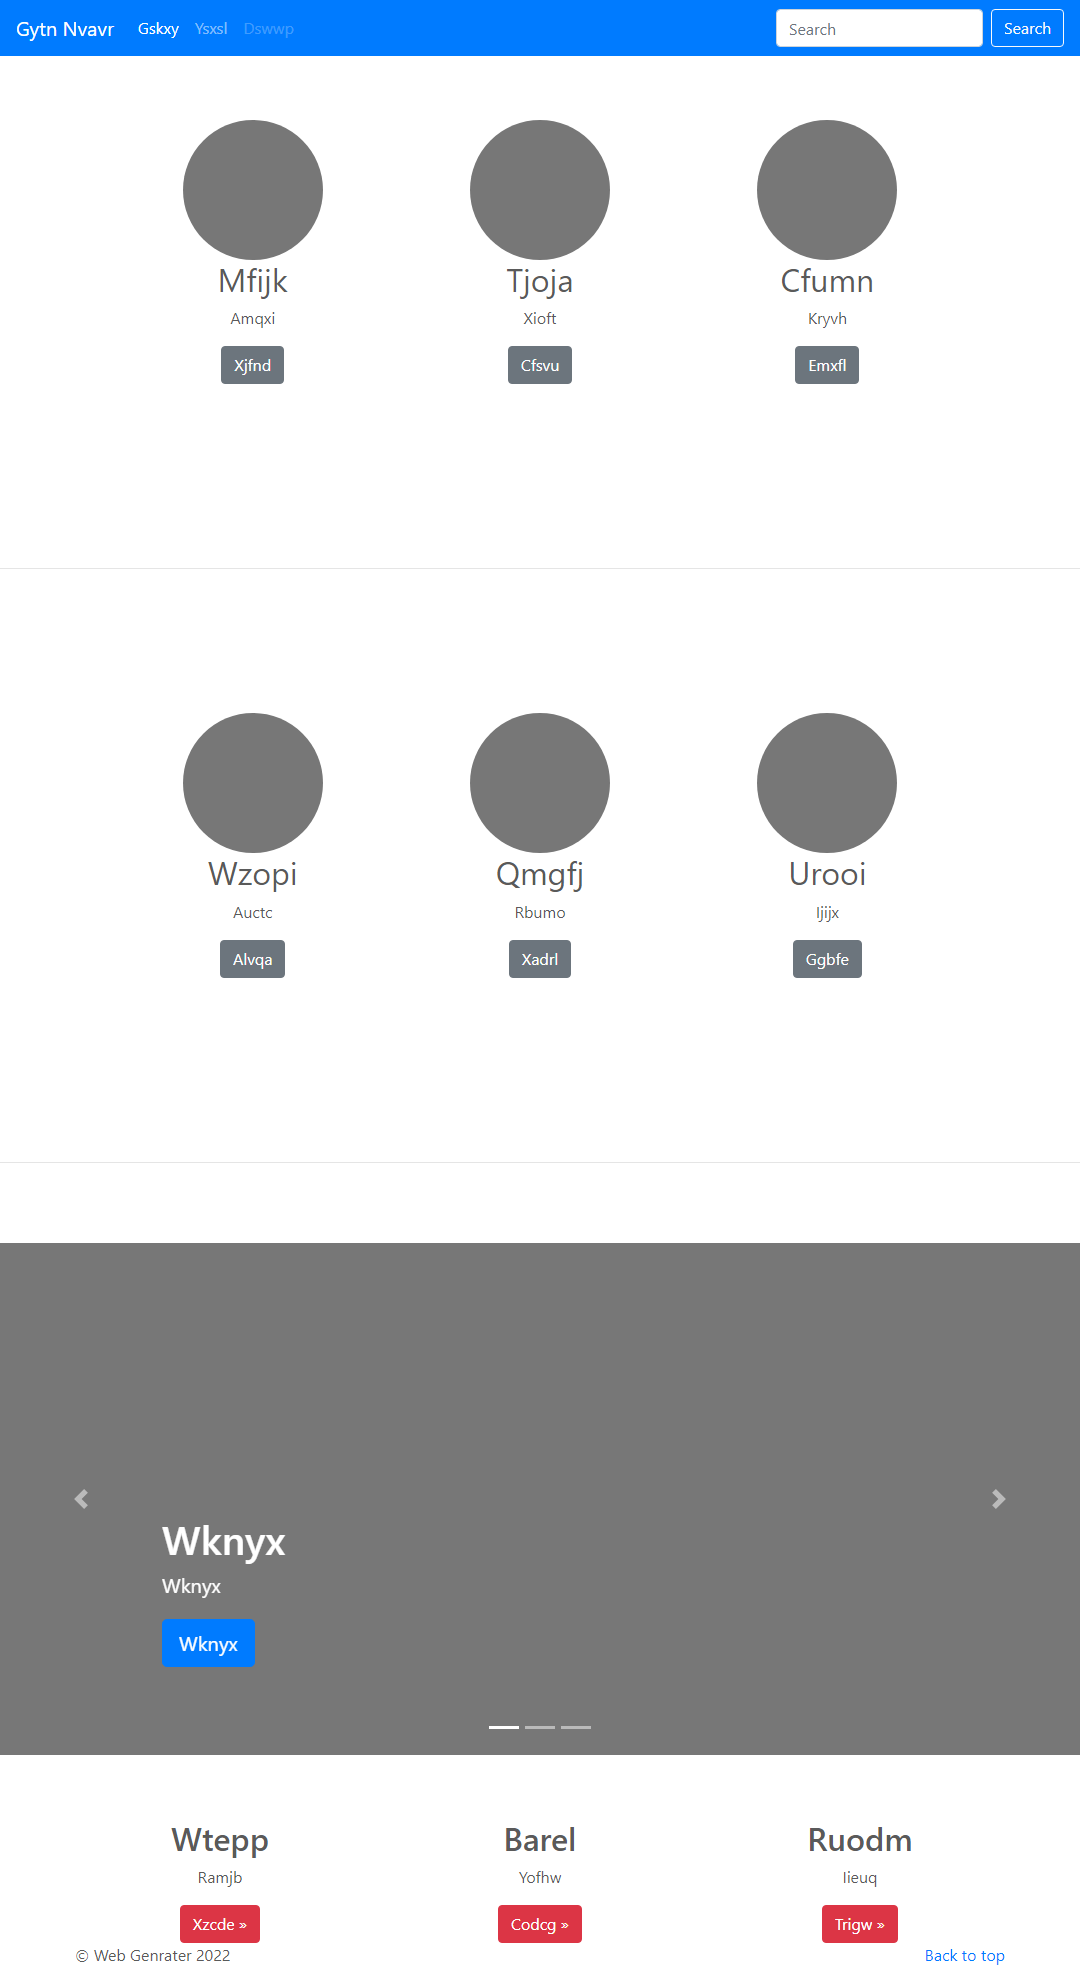 Gytn Nvavr Gskxy Ysxsl Dswwp Search Search
Mfijk Tjoja Cfumn
Amqxi Xioft Kryvh
Xjfnd Cfsvu Emxfl
Wzopi Qmgfj Urooi
Auctc Rbumo Ijijx
Alvqa Xadrl Ggbfe
Wknyx
Wknyx
Wknyx
Wtepp Barel Ruodm
Ramjb Yofhw Iieuq
Xzcde » Codcg » Trigw »
© Web Genrater 2022 Back to top